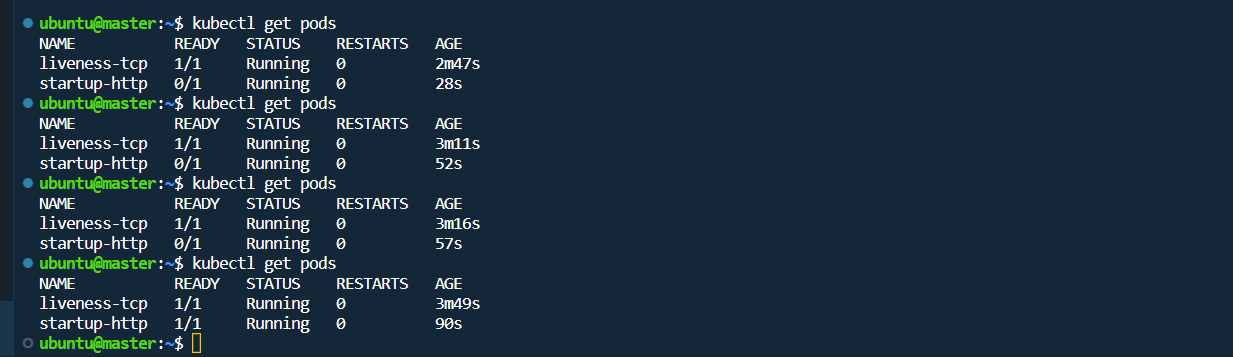 ubuntu@master:~$ kubectl get pods
NAME           READY   STATUS    RESTARTS   AGE
liveness-tcp   1/1     Running   0          2m47s
startup-http   0/1     Running   0          28s
ubuntu@master:~$ kubectl get pods
NAME           READY   STATUS    RESTARTS   AGE
liveness-tcp   1/1     Running   0          3m11s
startup-http   0/1     Running   0          52s
ubuntu@master:~$ kubectl get pods
NAME           READY   STATUS    RESTARTS   AGE
liveness-tcp   1/1     Running   0          3m16s
startup-http   0/1     Running   0          57s
ubuntu@master:~$ kubectl get pods
NAME           READY   STATUS    RESTARTS   AGE
liveness-tcp   1/1     Running   0          3m49s
startup-http   1/1     Running   0          90s
ubuntu@master:~$